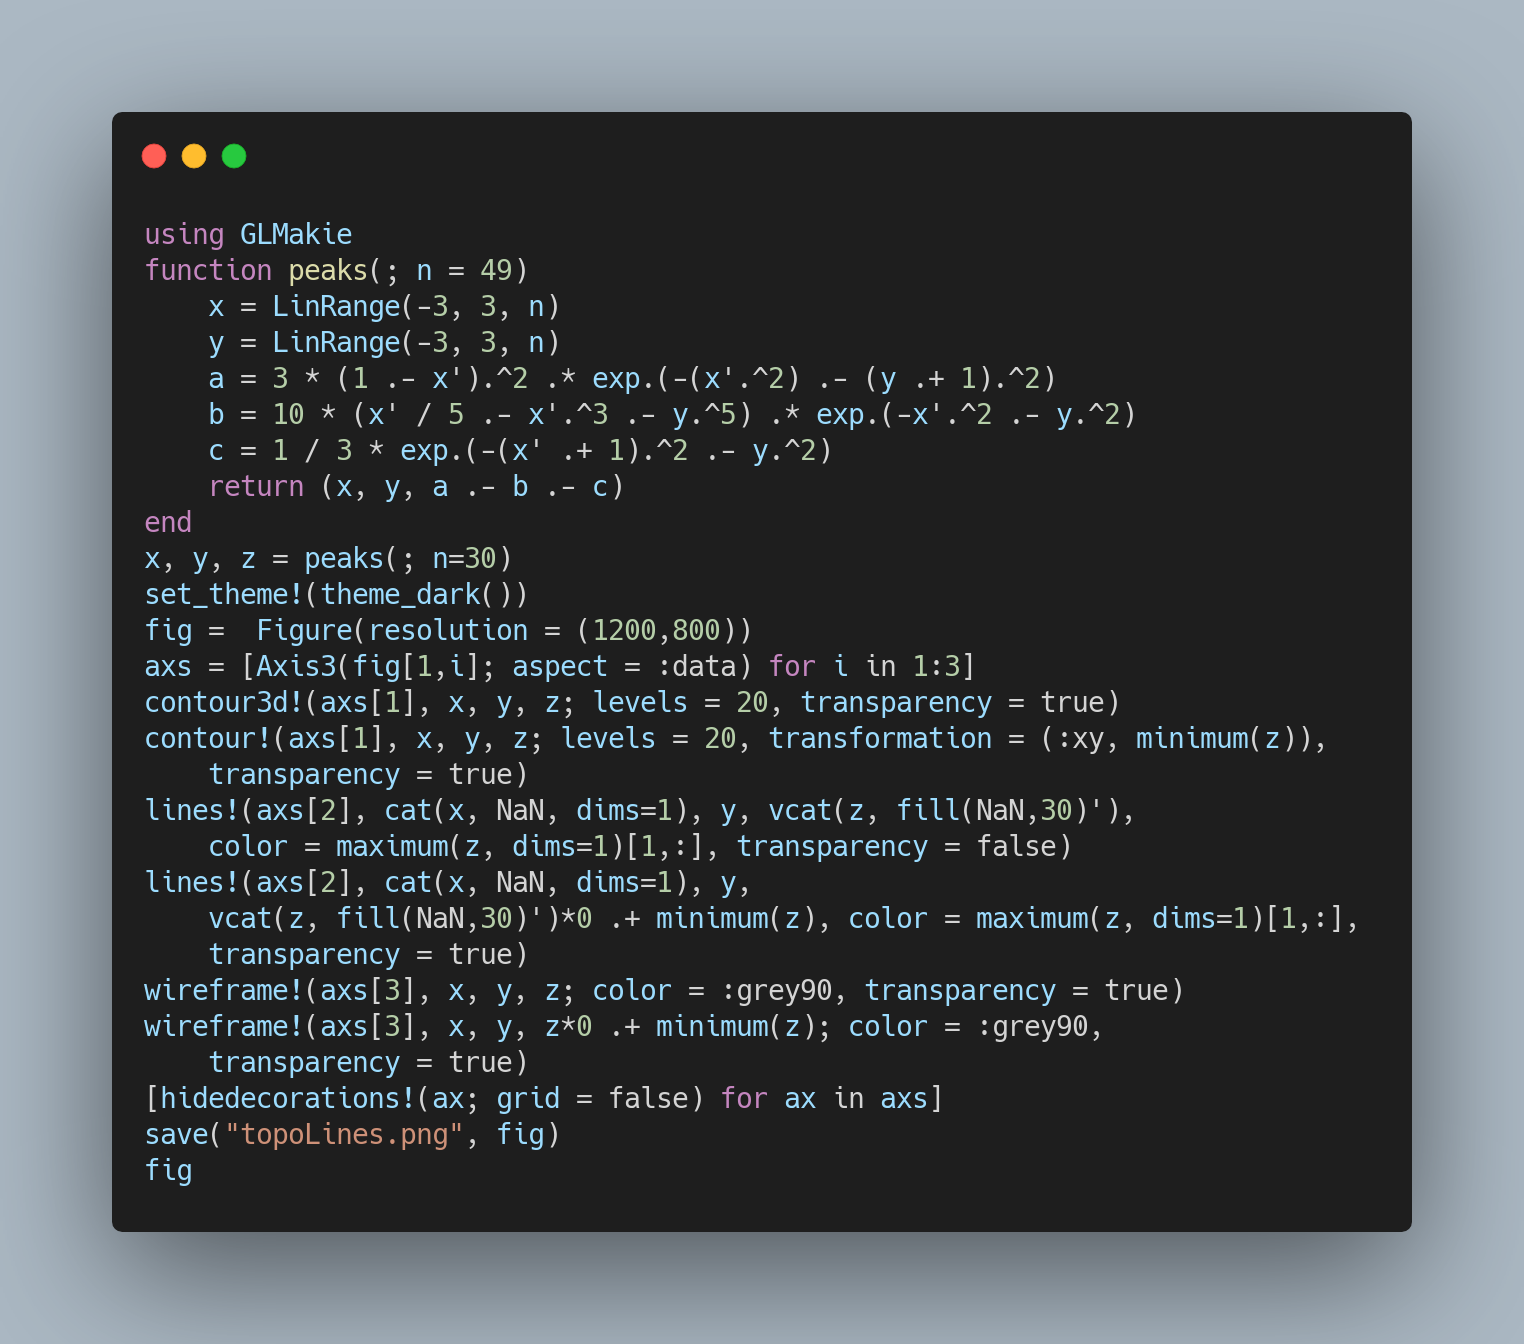 using GLMakie
function peaks(; n = 49)
    x = LinRange(-3, 3, n)
    y = LinRange(-3, 3, n)
    a = 3 * (1 .- x').^2 .* exp.(-(x'.^2) .- (y .+ 1).^2)
    b = 10 * (x' / 5 .- x'.^3 .- y.^5) .* exp.(-x'.^2 .- y.^2)
    c = 1 / 3 * exp.(-(x' .+ 1).^2 .- y.^2)
    return (x, y, a .- b .- c)
end
x, y, z = peaks(; n=30)
set_theme!(theme_dark())
fig =  Figure(resolution = (1200,800))
axs = [Axis3(fig[1,i]; aspect = :data) for i in 1:3]
contour3d!(axs[1], x, y, z; levels = 20, transparency = true)
contour!(axs[1], x, y, z; levels = 20, transformation = (:xy, minimum(z)),
    transparency = true)
lines!(axs[2], cat(x, NaN, dims=1), y, vcat(z, fill(NaN,30)'),
    color = maximum(z, dims=1)[1,:], transparency = false)
lines!(axs[2], cat(x, NaN, dims=1), y,
    vcat(z, fill(NaN,30)')*0 .+ minimum(z), color = maximum(z, dims=1)[1,:],
    transparency = true)
wireframe!(axs[3], x, y, z; color = :grey90, transparency = true)
wireframe!(axs[3], x, y, z*0 .+ minimum(z); color = :grey90,
    transparency = true)
[hidedecorations!(ax; grid = false) for ax in axs]
save("topoLines.png", fig)
fig